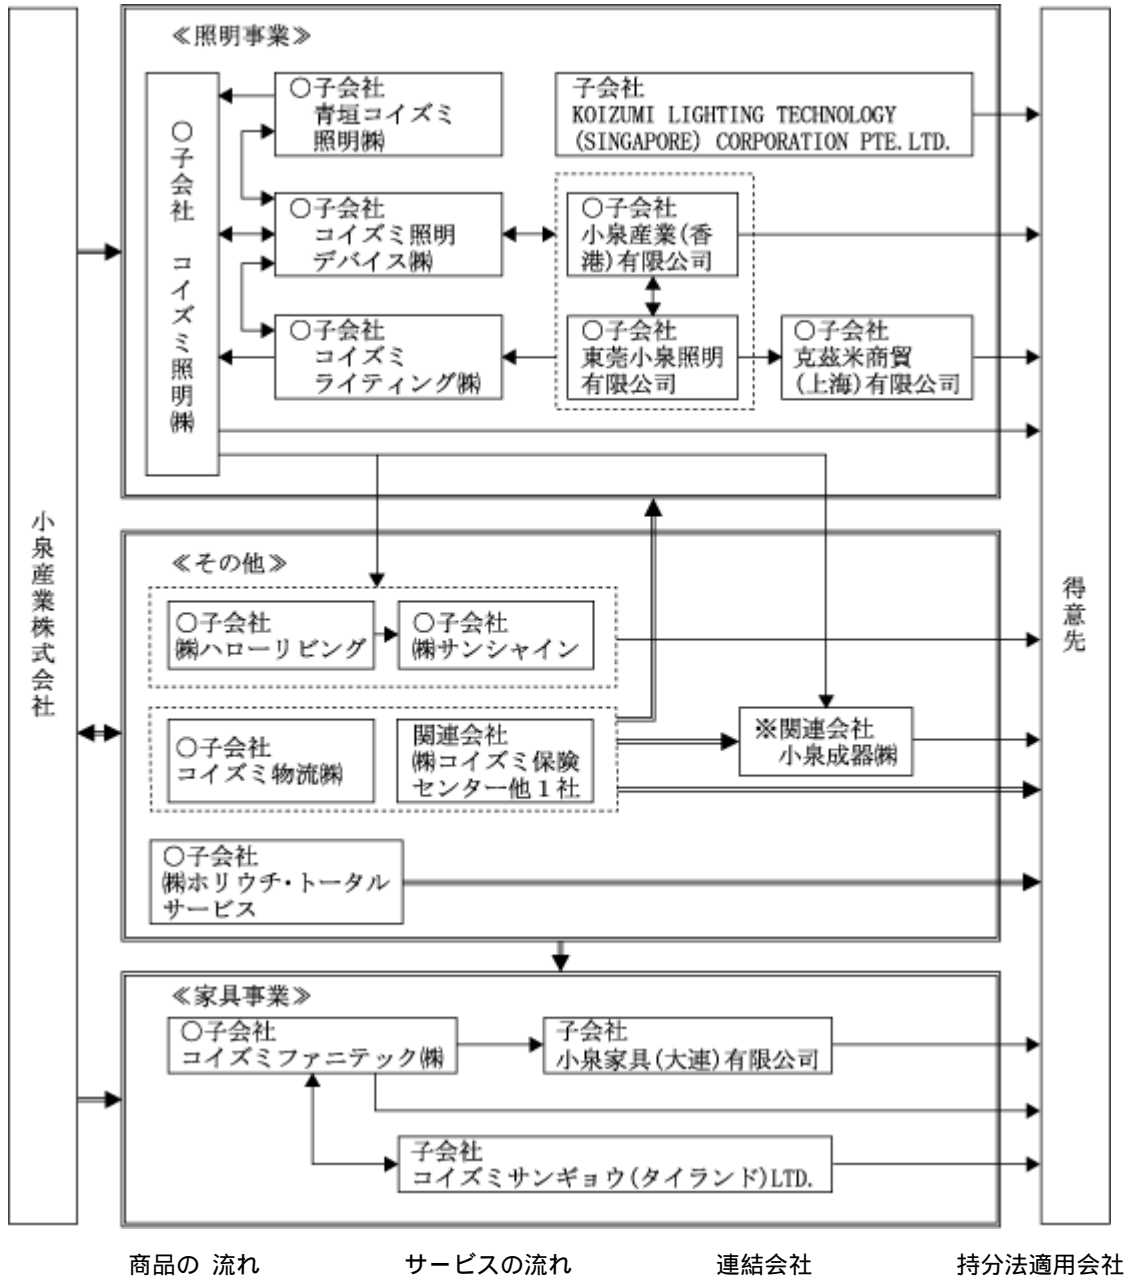 小泉産業株式会社
≪照明事業≫
○子会社 コイズミ照明㈱
○子会社
青垣コイズミ
照明㈱
子会社
KOIZUMI LIGHTING TECHNOLOGY
(SINGAPORE) CORPORATION PTE.LTD.
○子会社
コイズミ照明
デバイス㈱
○子会社
小泉産業(香
港)有限公司
○子会社
コイズミ
ライティング㈱
○子会社
東莞小泉照明
有限公司
○子会社
克茲米商貿
(上海)有限公司
≪その他≫
○子会社
㈱ハローリビング
○子会社
㈱サンシャイン
○子会社
コイズミ物流㈱
関連会社
㈱コイズミ保険
センター他1社
※関連会社
小泉成器㈱
○子会社
㈱ホリウチ・トータル
サービス
≪家具事業≫
○子会社
コイズミファニテック㈱
子会社
小泉家具(大連)有限公司
子会社
コイズミサンギョウ(タイランド)LTD.
得意先
商品の 流れ サービスの流れ 連結会社 持分法適用会社